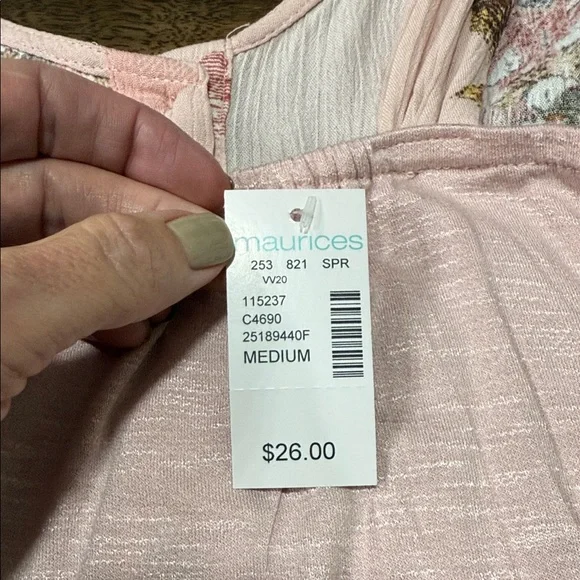 maurices
253 821 SPR
VV20
115237
C4690
25189440F
MEDIUM
$26.00